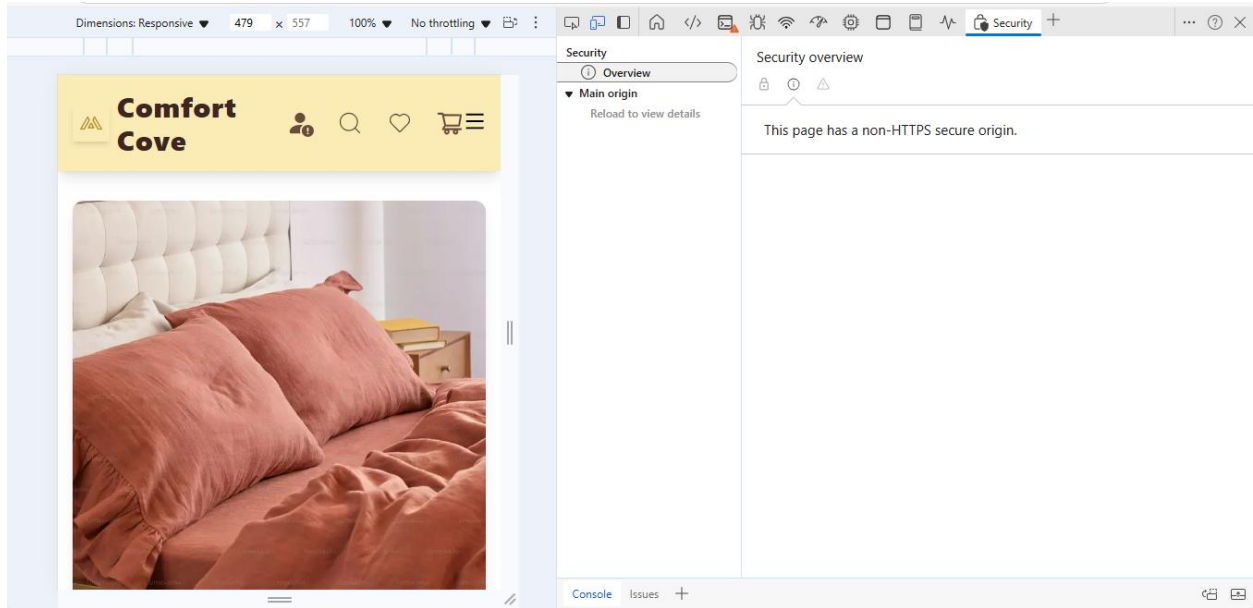 Dimensions: Responsive ▼ 479 x 557 100% ▼ No throttling ▼
Security
Security
Overview
Main origin
Reload to view details
Security overview
This page has a non-HTTPS secure origin.
Comfort
Cove
Console Issues